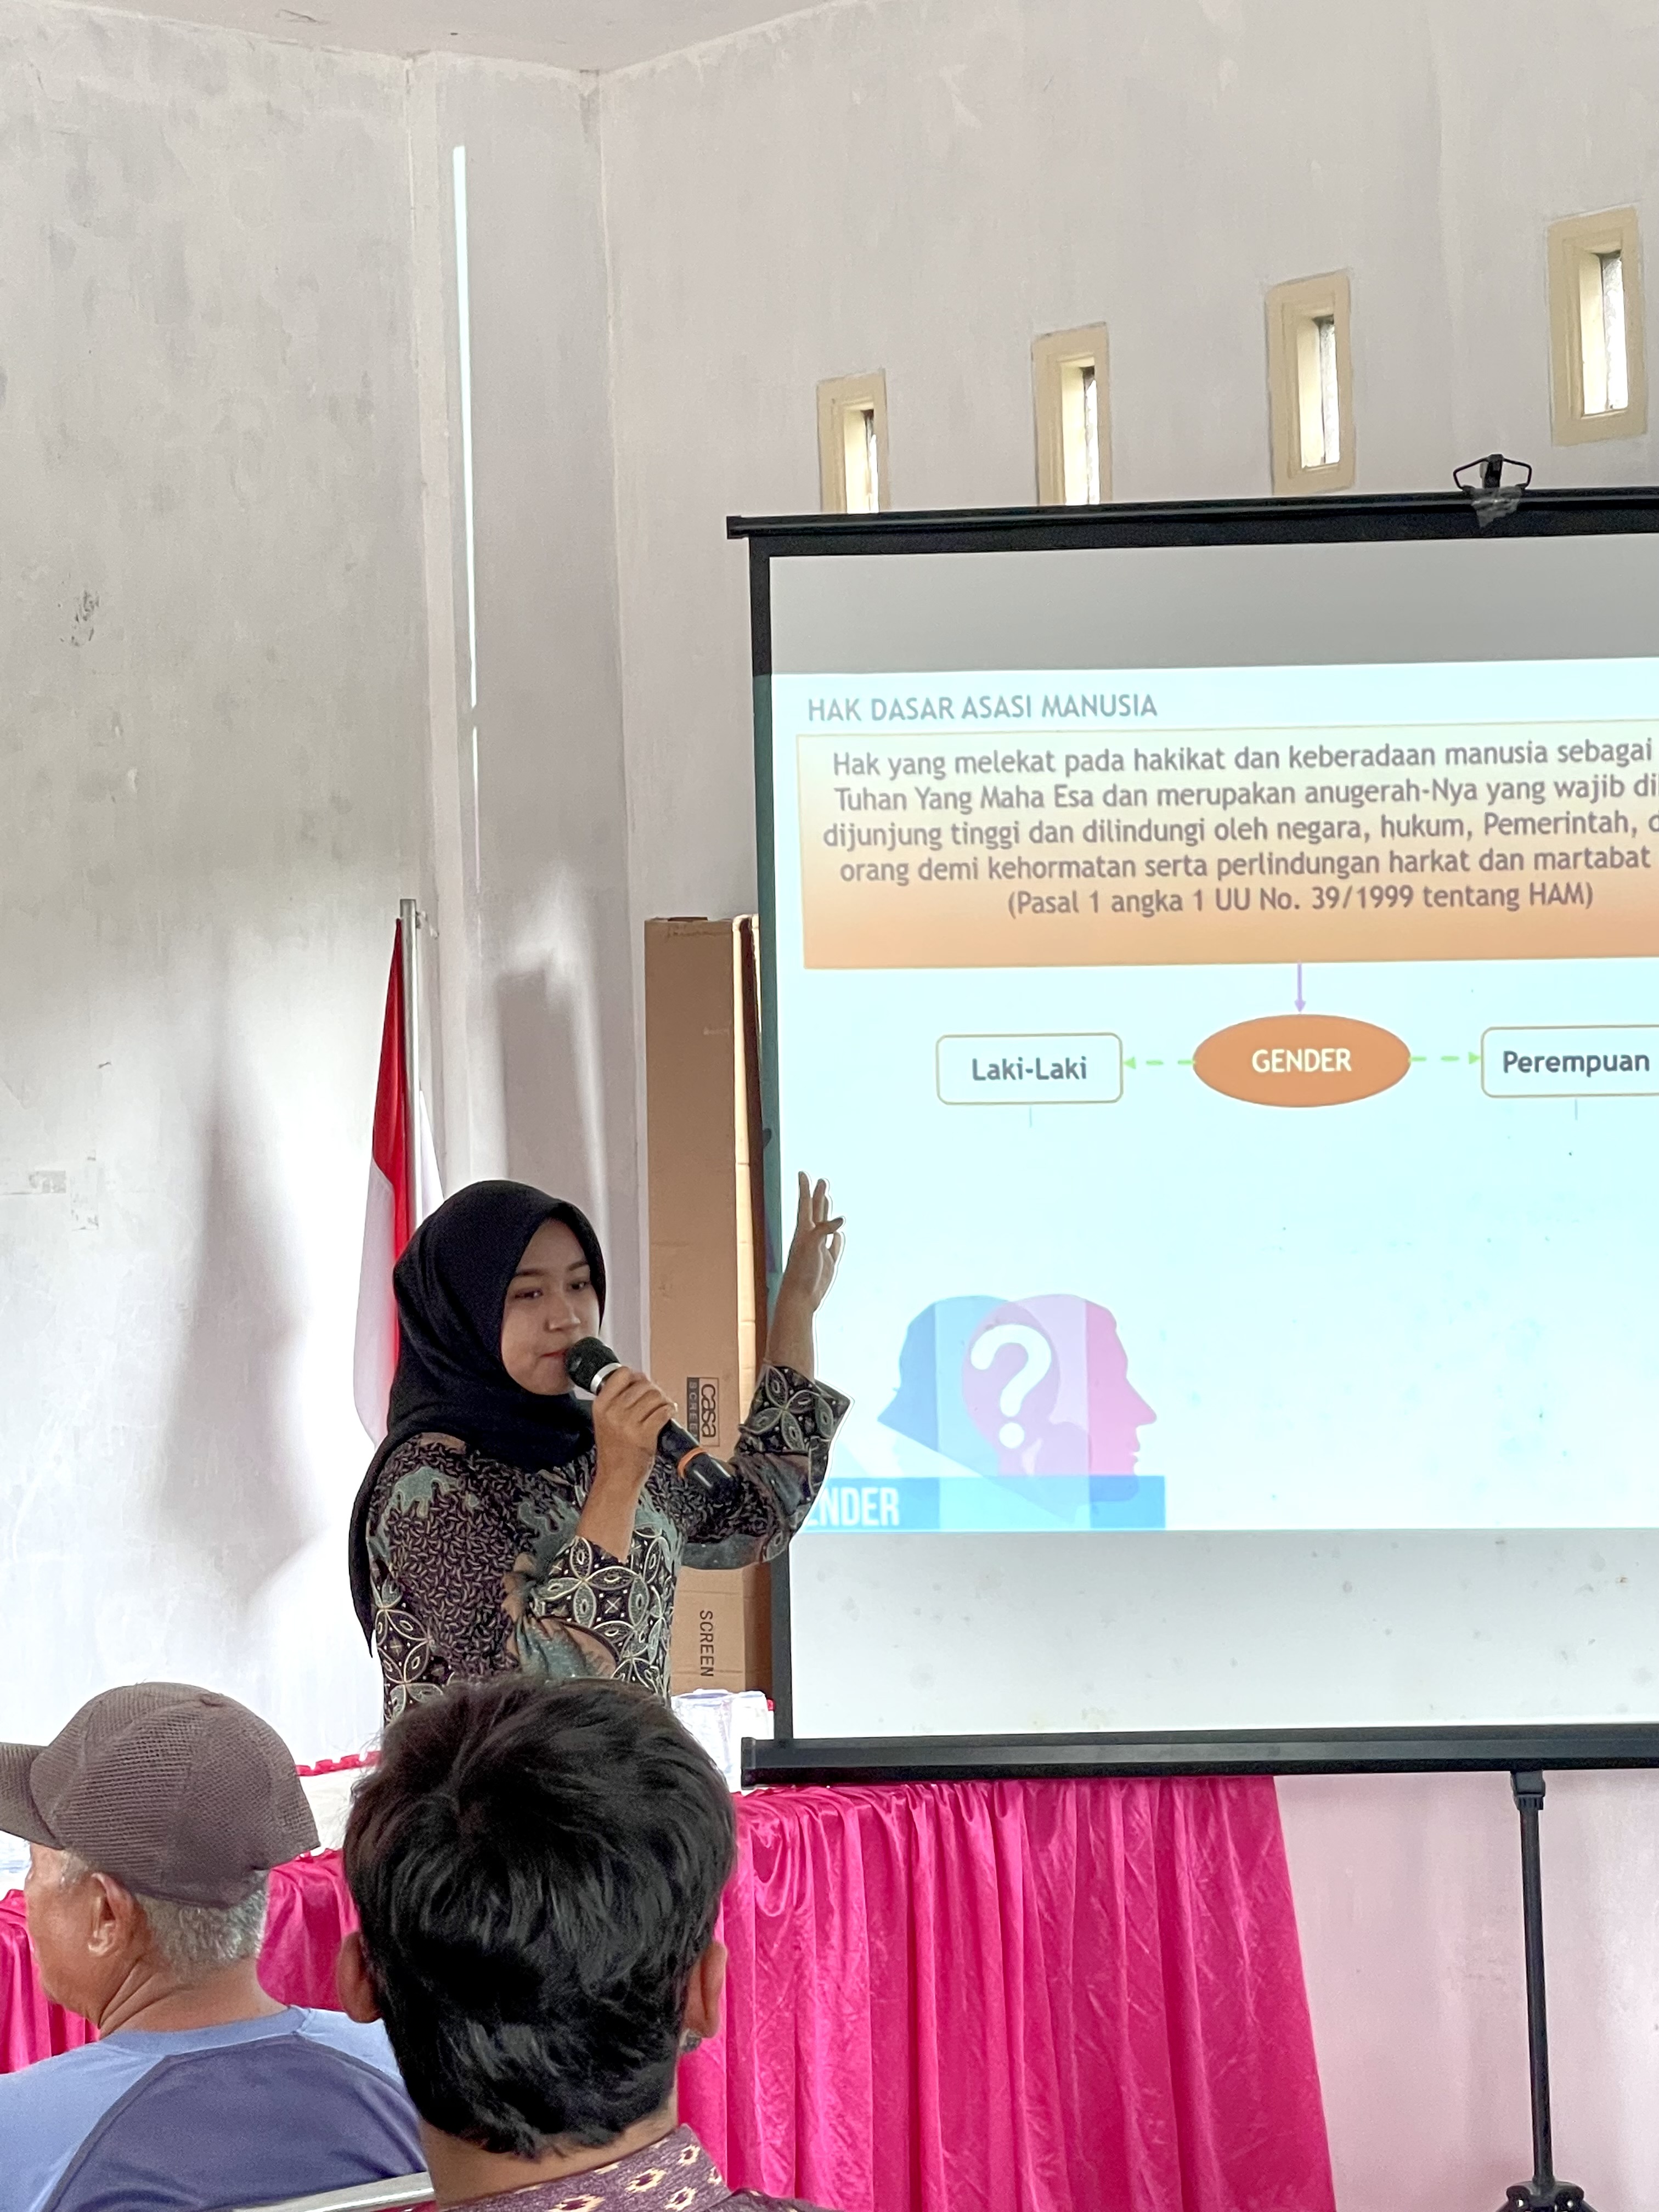 HAK DASAR ASASI MANUSIA
Hak yang melekat pada hakikat dan keberadaan manusia sebagai
Tuhan Yang Maha Esa dan merupakan anugerah-Nya yang wajib
dijunjung tinggi dan dilindungi oleh negara, hukum, Pemerintah,
orang demi kehormatan serta perlindungan harkat dan martabat
(Pasal 1 angka 1 UU No. 39/1999 tentang HAM)
Laki-Laki
GENDER
Perempuan
?
ENDER
casa
SCREE
SCREEN